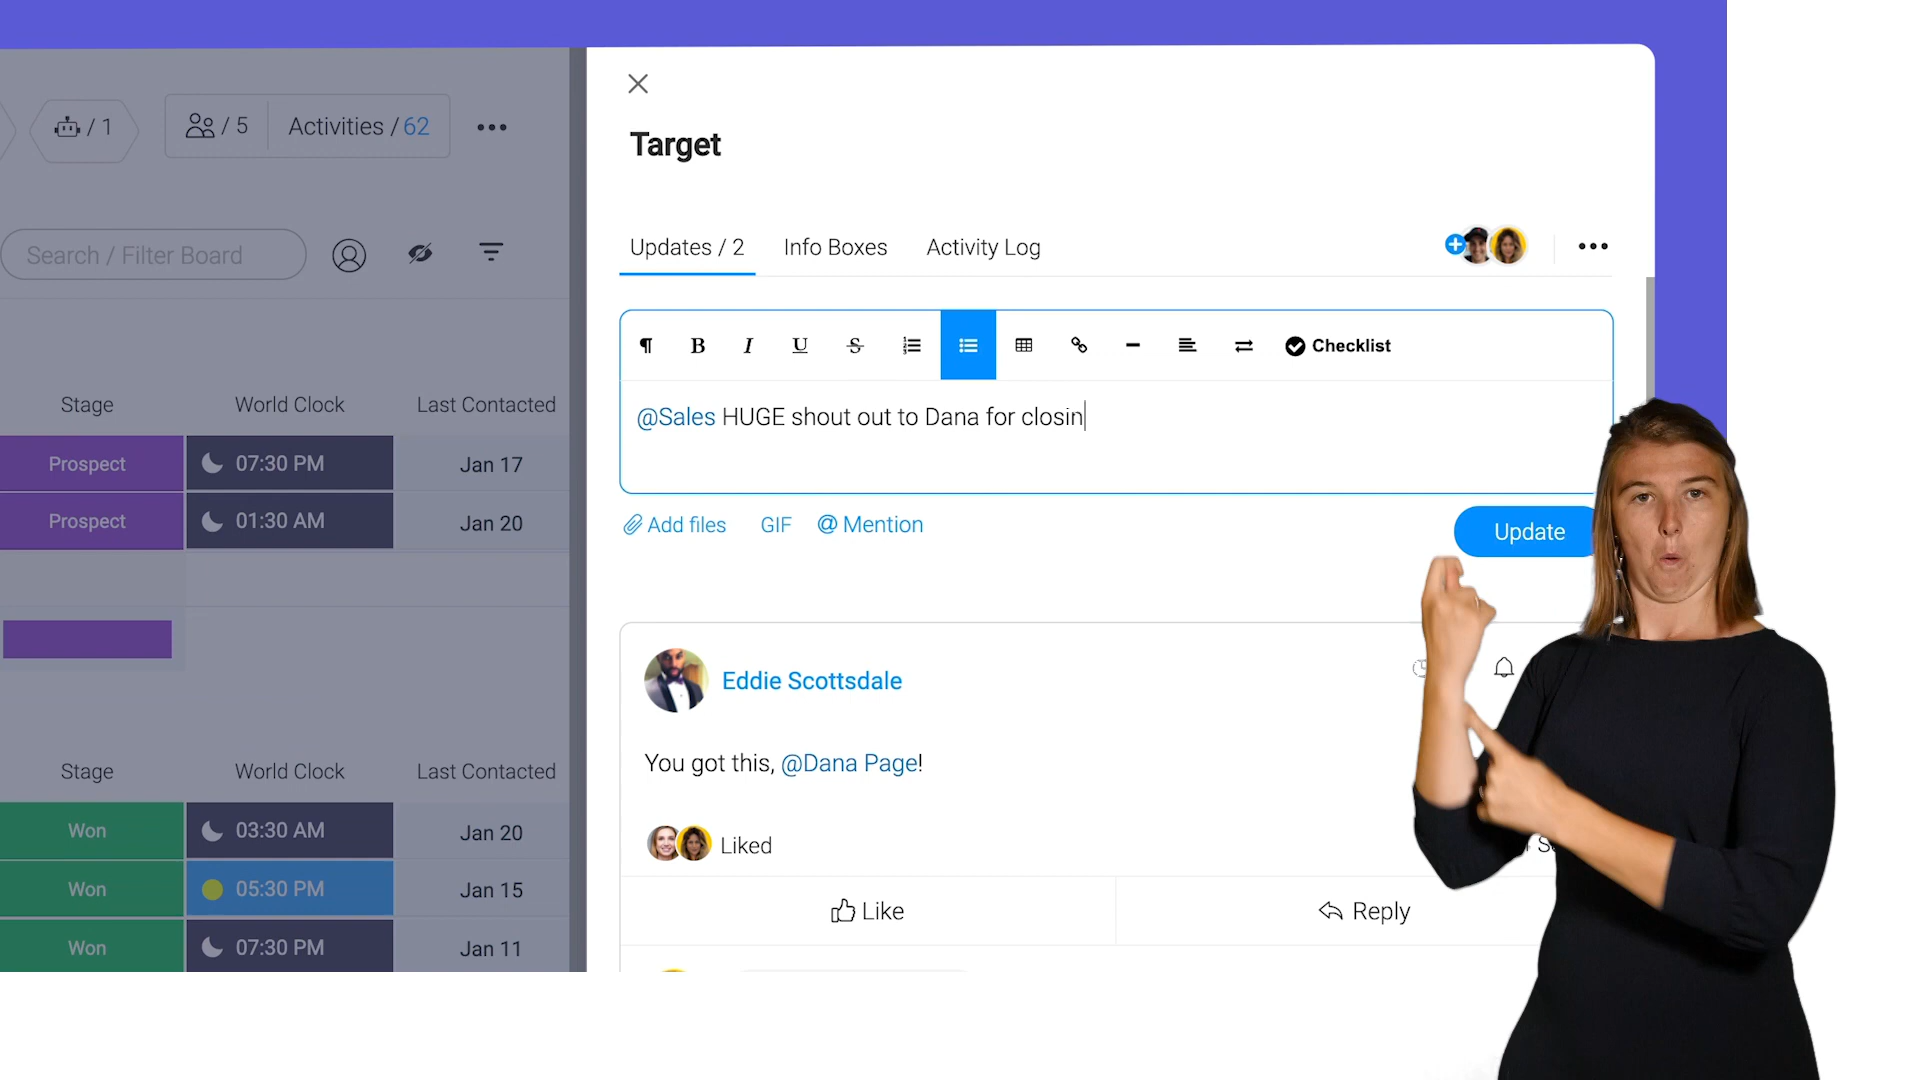 / 1
/ 5
Activities / 62
Search / Filter Board
Stage World Clock Last Contacted
Prospect 07:30 PM Jan 17
Prospect 01:30 AM Jan 20
Stage World Clock Last Contacted
Won 03:30 AM Jan 20
Won 05:30 PM Jan 15
Won 07:30 PM Jan 11
Target
Updates / 2 Info Boxes Activity Log
B I U S Checklist
@Sales HUGE shout out to Dana for closin
Add files GIF @ Mention
Update
Eddie Scottsdale
You got this, @Dana Page!
Liked
Like Reply